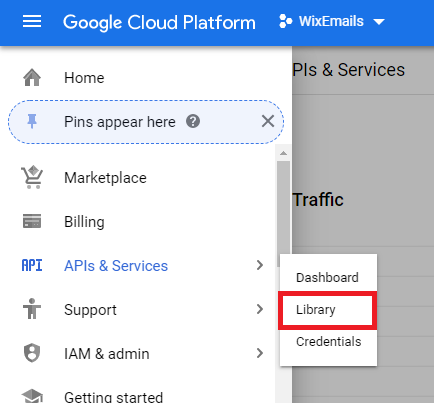 Google Cloud Platform WixEmails
Home
PIs & Services
Pins appear here
Marketplace
Traffic
Billing
API APIs & Services
Dashboard
Support
Library
IAM & admin
Credentials
Getting started